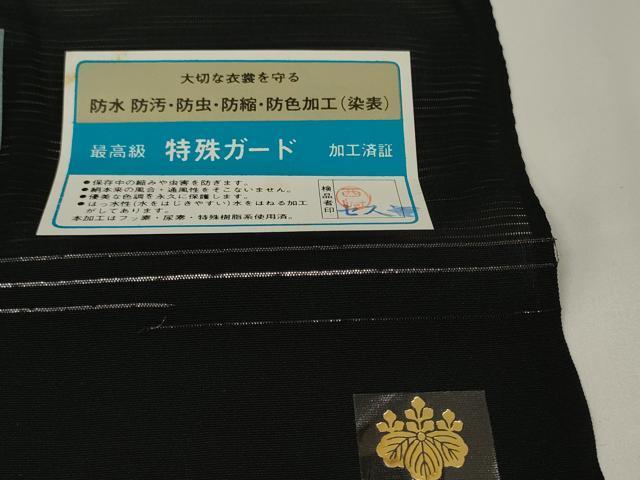 大切な衣裳を守る
防水 防汚・防虫・防縮・防色加工(染表)
最高級 特殊ガード 加工済証
●保存中の縮みや虫害を防ぎます。
●絹本来の風合・通風性をそこないません。
●優美な色調を永久に保護します。
●はっ水性(水をはじきやすい)水をはねる加工
がしてあります。
本加工はフッ素・尿素・特殊樹脂系使用済。
検品者印